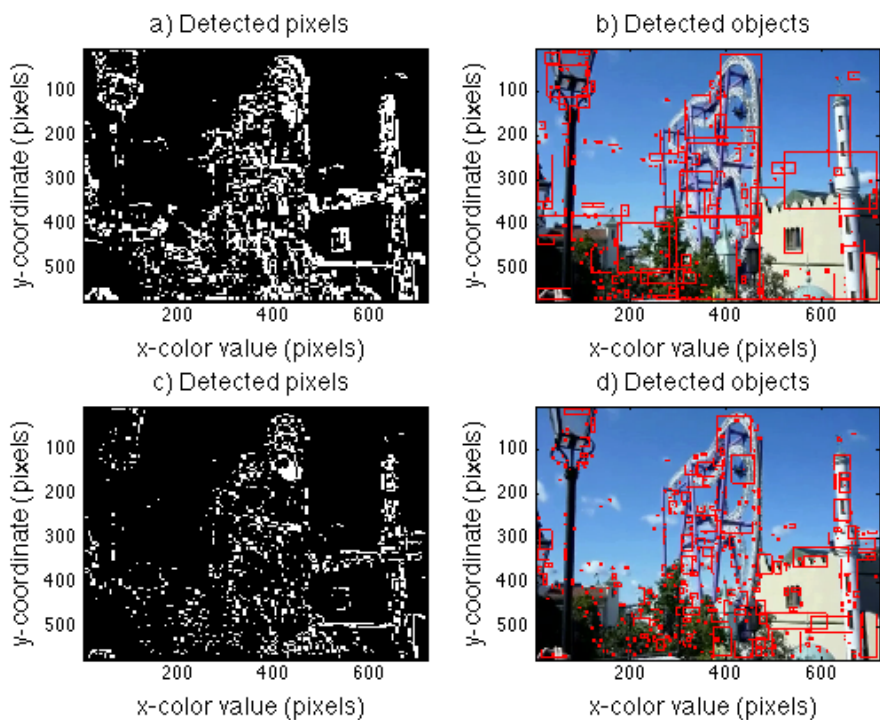 a) Detected pixels
b) Detected objects
y-coordinate (pixels)
100
200
300
400
500
200 400 600
x-color value (pixels)
y-coordinate (pixels)
100
200
300
400
500
200 400 600
x-color value (pixels)
c) Detected pixels
d) Detected objects
y-coordinate (pixels)
100
200
300
400
500
200 400 600
x-color value (pixels)
y-coordinate (pixels)
100
200
300
400
500
200 400 600
x-color value (pixels)